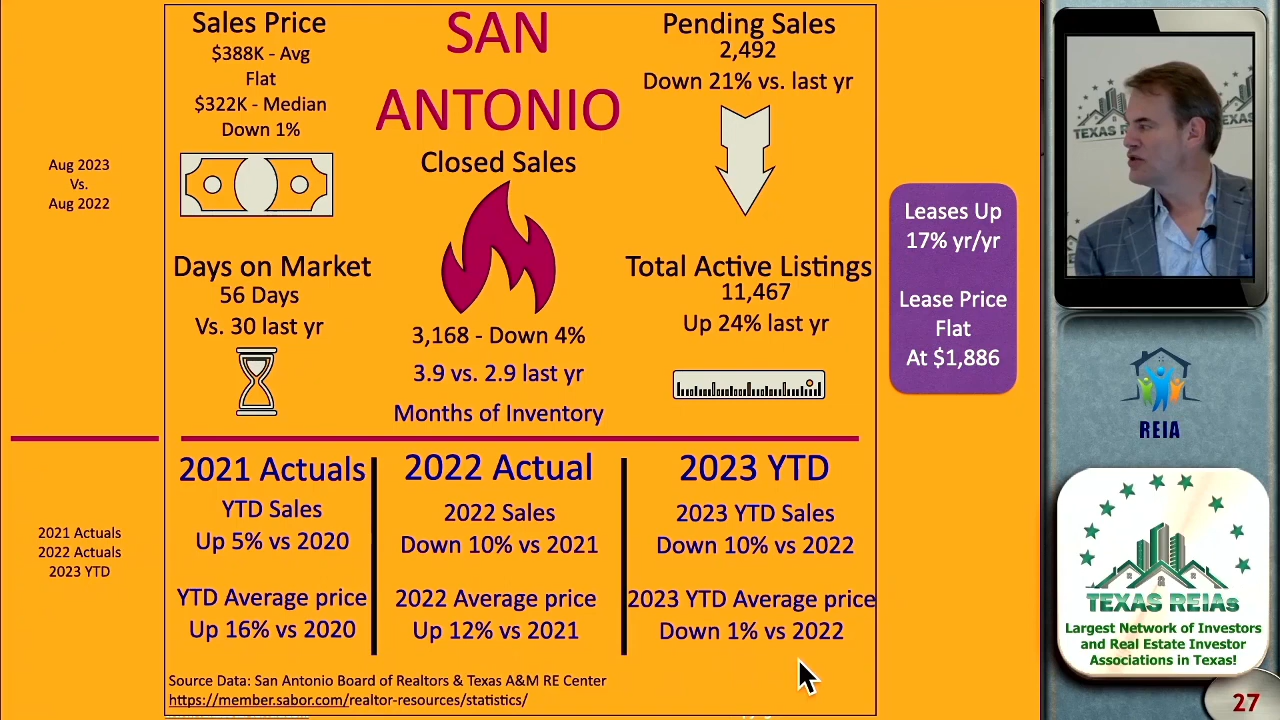 Sales Price
$388K - Avg
Flat
$322K - Median
Down 1%
SAN
ANTONIO
Closed Sales
3,168 - Down 4%
3.9 vs. 2.9 last yr
Months of Inventory
Pending Sales
2,492
Down 21% vs. last yr
Aug 2023
Vs.
Aug 2022
Days on Market
56 Days
Vs. 30 last yr
Total Active Listings
11,467
Up 24% last yr
Leases Up
17% yr/yr
Lease Price
Flat
At $1,886
2021 Actuals
2022 Actuals
2023 YTD
2021 Actuals
YTD Sales
Up 5% vs 2020
YTD Average price
Up 16% vs 2020
2022 Actual
2022 Sales
Down 10% vs 2021
2022 Average price
Up 12% vs 2021
2023 YTD
2023 YTD Sales
Down 10% vs 2022
2023 YTD Average price
Down 1% vs 2022
Source Data: San Antonio Board of Realtors & Texas A&M RE Center
https://member.sabor.com/realtor-resources/statistics/
TEXAS
REIA
TEXAS REIAs
Largest Network of Investors
and Real Estate Investor
Associations in Texas!
27